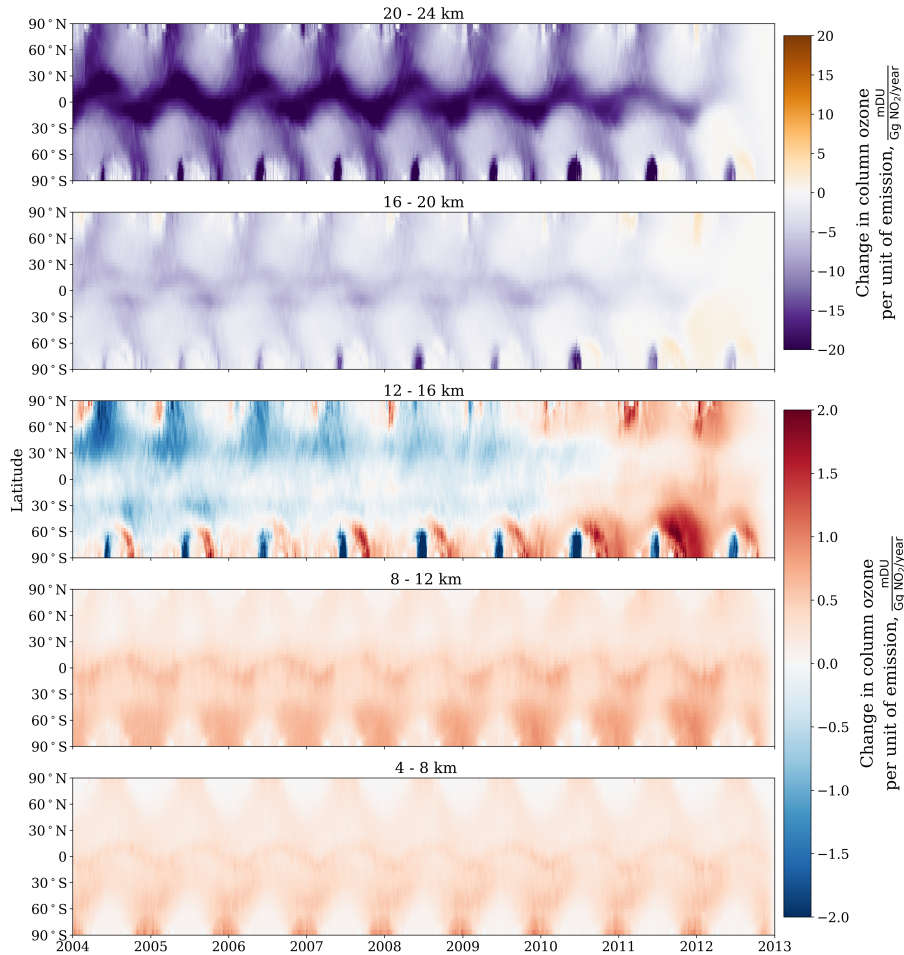 20 - 24 km
90°N
60°N
30°N
0
30°S
60°S
90°S
16 - 20 km
90°N
60°N
30°N
0
30°S
60°S
90°S
20
15
10
5
0
−5
−10
−15
−20
Change in column ozone
per unit of emission, mDU / Gg NO₂/year
12 - 16 km
90°N
60°N
30°N
0
30°S
60°S
90°S
Latitude
8 - 12 km
90°N
60°N
30°N
0
30°S
60°S
90°S
4 - 8 km
90°N
60°N
30°N
0
30°S
60°S
90°S
2004 2005 2006 2007 2008 2009 2010 2011 2012 2013
2.0
1.5
1.0
0.5
0.0
−0.5
−1.0
−1.5
−2.0
Change in column ozone
per unit of emission, mDU / Gg NO₂/year